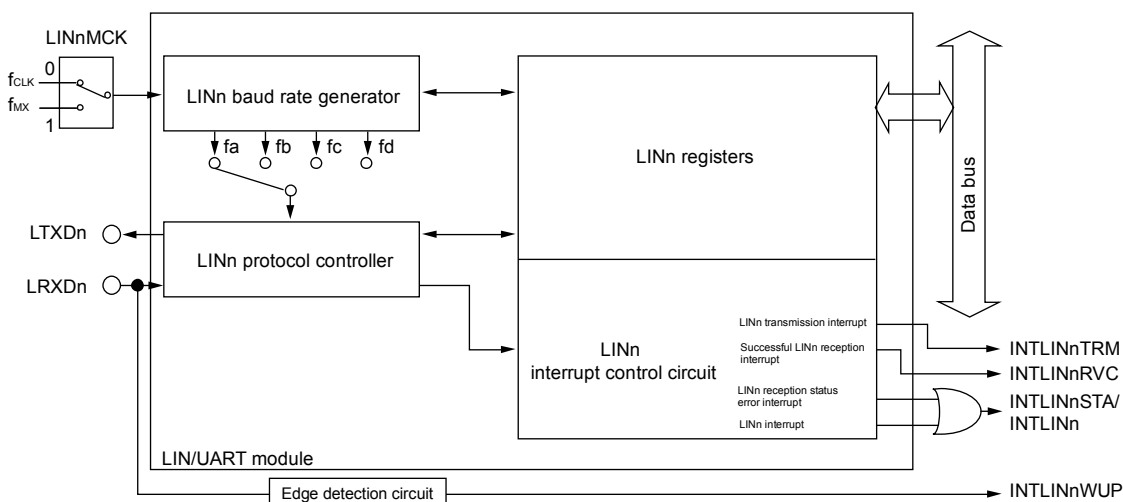 LINnMCK
0
fCLK
fMX
1
LINn baud rate generator
fa
fb
fc
fd
LINn registers
Data bus
LTXDn
LRXDn
LINn protocol controller
LINn
interrupt control circuit
LINn transmission interrupt
Successful LINn reception
interrupt
LINn reception status
error interrupt
LINn interrupt
INTLINnTRM
INTLINnRVC
INTLINnSTA/
INTLINn
LIN/UART module
Edge detection circuit
INTLINnWUP